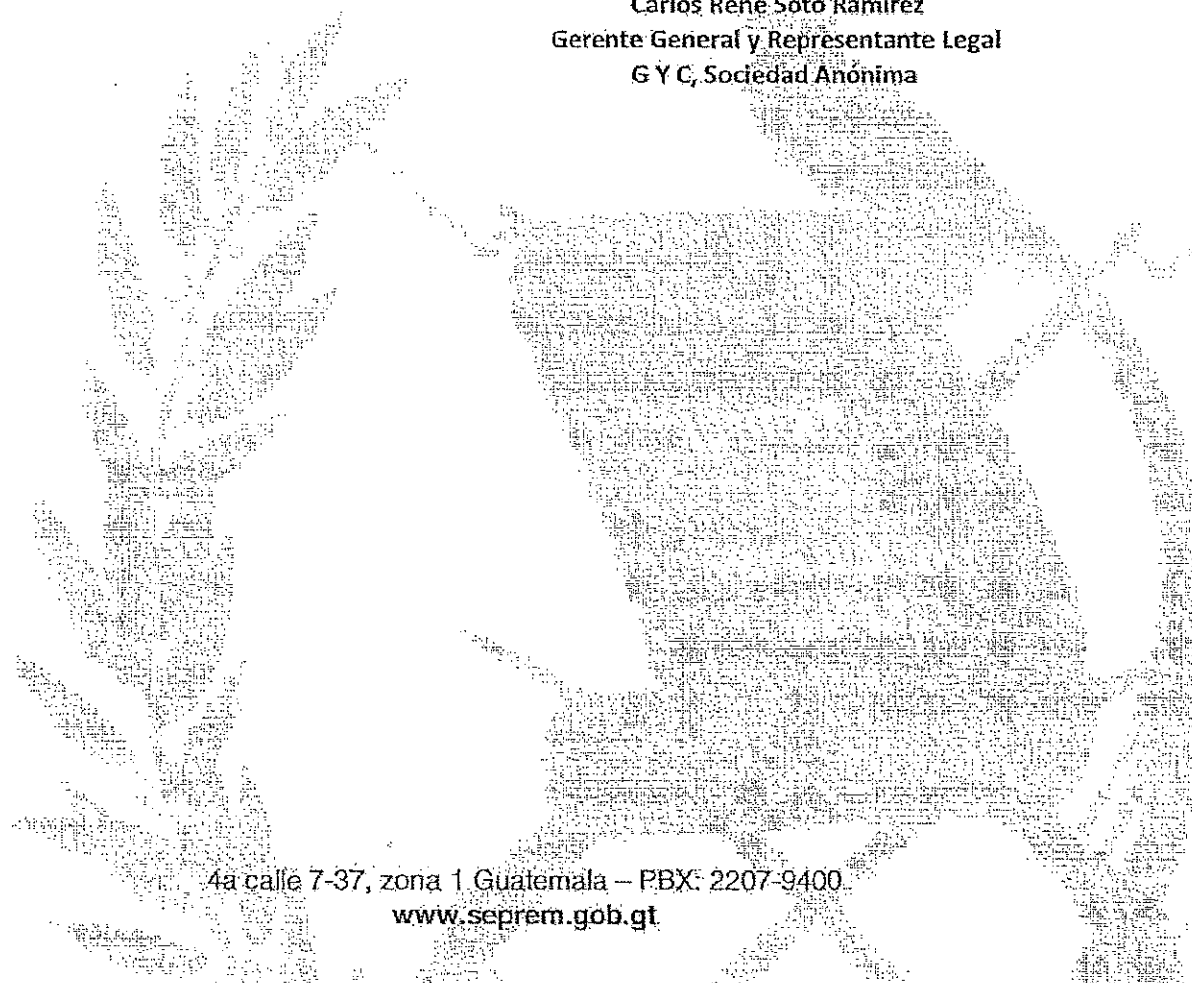 Carlos René Soto Ramírez
Gerente General y Representante Legal
G Y C, Sociedad Anónima
4a calle 7-37, zona 1 Guatemala – PBX: 2207-9400
www.seprem.gob.gt